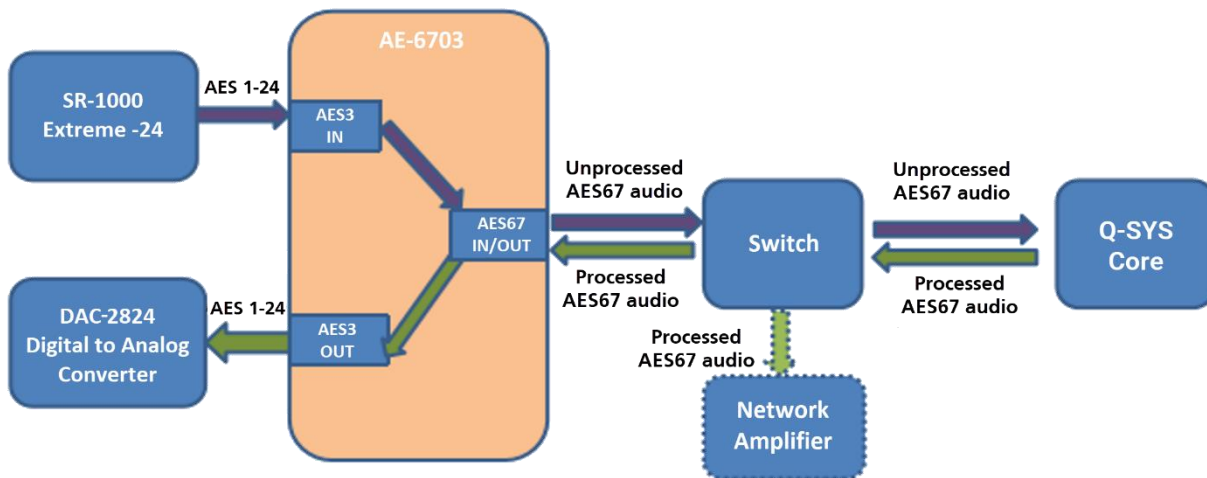 AE-6703
SR-1000
Extreme -24
AES 1-24
AES3
IN
Unprocessed
AES67 audio
Unprocessed
AES67 audio
AES67
IN/OUT
Switch
Q-SYS
Core
Processed
AES67 audio
Processed
AES67 audio
DAC-2824
Digital to Analog
Converter
AES 1-24
AES3
OUT
Processed
AES67 audio
Network
Amplifier